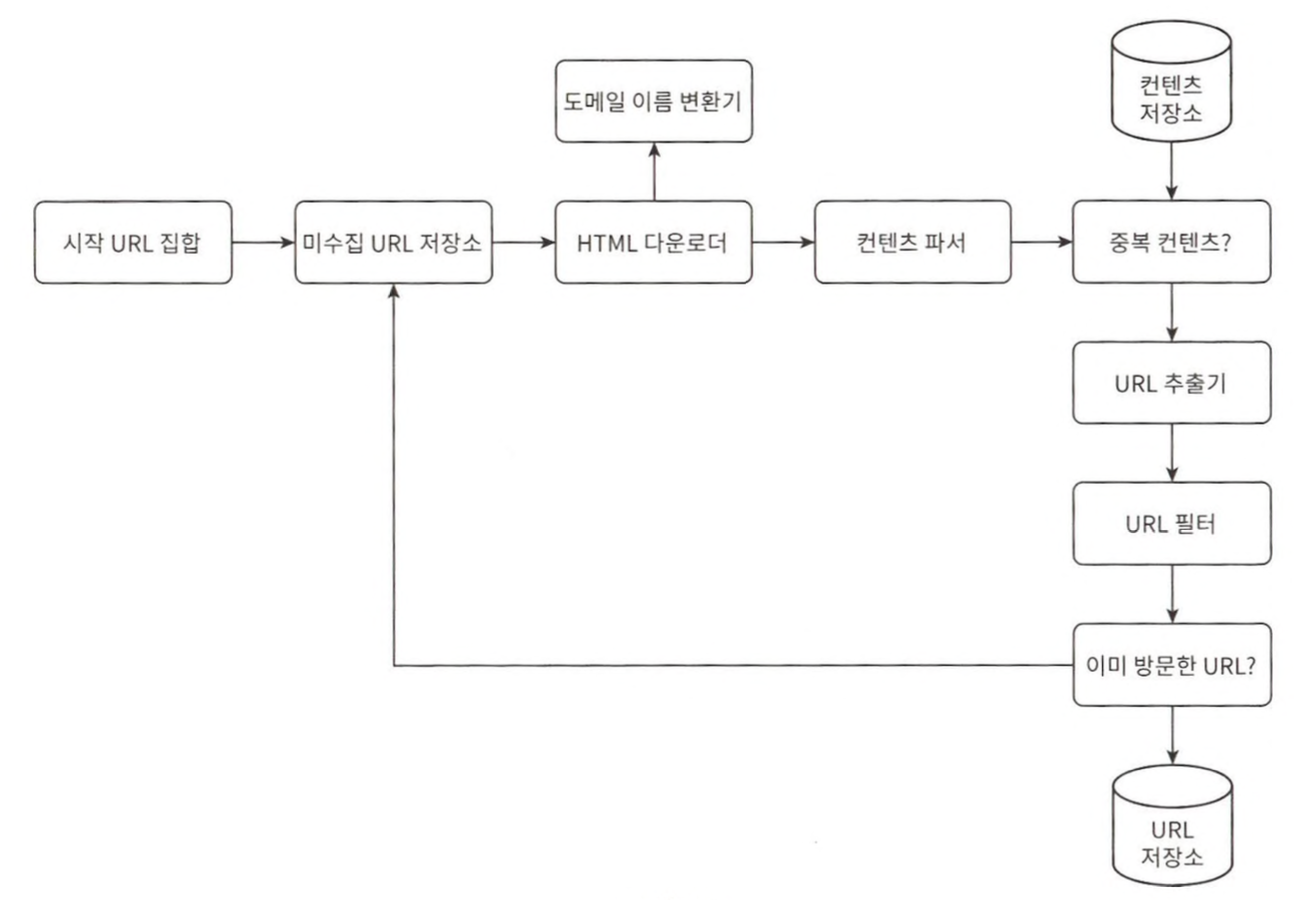 컨텐츠
저장소
도메일 이름 변환기
시작 URL 집합
미수집 URL 저장소
HTML 다운로더
컨텐츠 파서
중복 컨텐츠?
URL 추출기
URL 필터
이미 방문한 URL?
URL
저장소